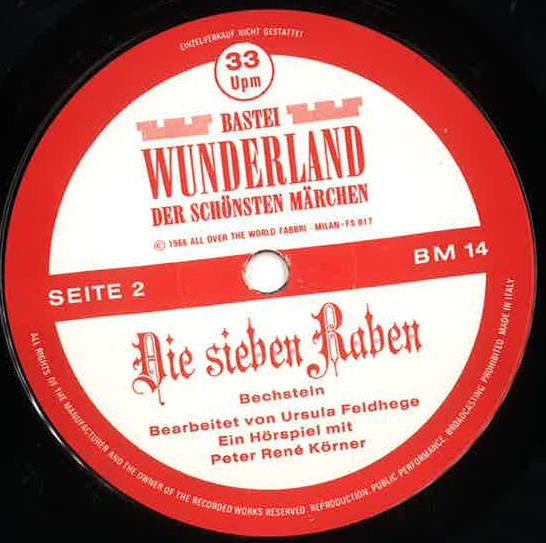 EINZELVERKAUF NICHT GESTATTET
33
Upm
BASTEI
WUNDERLAND
DER SCHÖNSTEN MÄRCHEN
© 1966 ALL OVER THE WORLD FABBRI - MILAN-FS 017
SEITE 2
BM 14
Die sieben Raben
Bechstein
Bearbeitet von Ursula Feldhege
Ein Hörspiel mit
Peter René Körner
ALL RIGHTS OF THE MANUFACTURER AND THE OWNER OF THE RECORDED WORKS RESERVED. REPRODUCTION. PUBLIC PERFORMANCE. BROADCASTING PROHIBITED. MADE IN ITALY